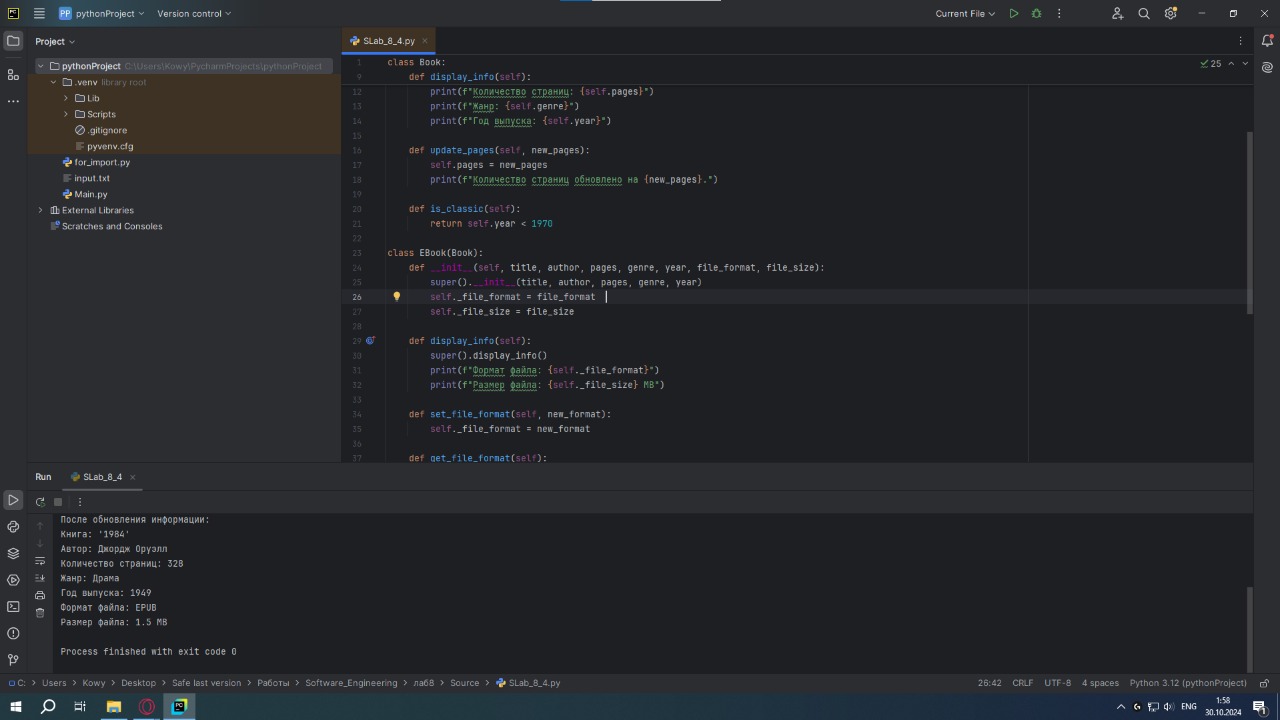 PC
PP pythonProject
Version control
Current File
Project
SLab_8_4.py
pythonProject C:\Users\Kowy\PycharmProjects\pythonProject
.venv library root
Lib
Scripts
.gitignore
pyvenv.cfg
for_import.py
input.txt
Main.py
External Libraries
Scratches and Consoles
25
1 class Book:
9 def display_info(self):
12 print(f"Количество страниц: {self.pages}")
13 print(f"Жанр: {self.genre}")
14 print(f"Год выпуска: {self.year}")
15
16 def update_pages(self, new_pages):
17 self.pages = new_pages
18 print(f"Количество страниц обновлено на {new_pages}.")
19
20 def is_classic(self):
21 return self.year < 1970
22
23 class EBook(Book):
24 def __init__(self, title, author, pages, genre, year, file_format, file_size):
25 super().__init__(title, author, pages, genre, year)
26 self._file_format = file_format
27 self._file_size = file_size
28
29 def display_info(self):
30 super().display_info()
31 print(f"Формат файла: {self._file_format}")
32 print(f"Размер файла: {self._file_size} MB")
33
34 def set_file_format(self, new_format):
35 self._file_format = new_format
36
37 def get_file_format(self):
Run SLab_8_4
После обновления информации:
Книга: '1984'
Автор: Джордж Оруэлл
Количество страниц: 328
Жанр: Драма
Год выпуска: 1949
Формат файла: EPUB
Размер файла: 1.5 MB
Process finished with exit code 0
C: > Users > Kowy > Desktop > Safe last version > Работы > Software_Engineering > лаб8 > Source > SLab_8_4.py
26:42 CRLF UTF-8 4 spaces Python 3.12 (pythonProject)
PC
ENG
1:58
30.10.2024
1